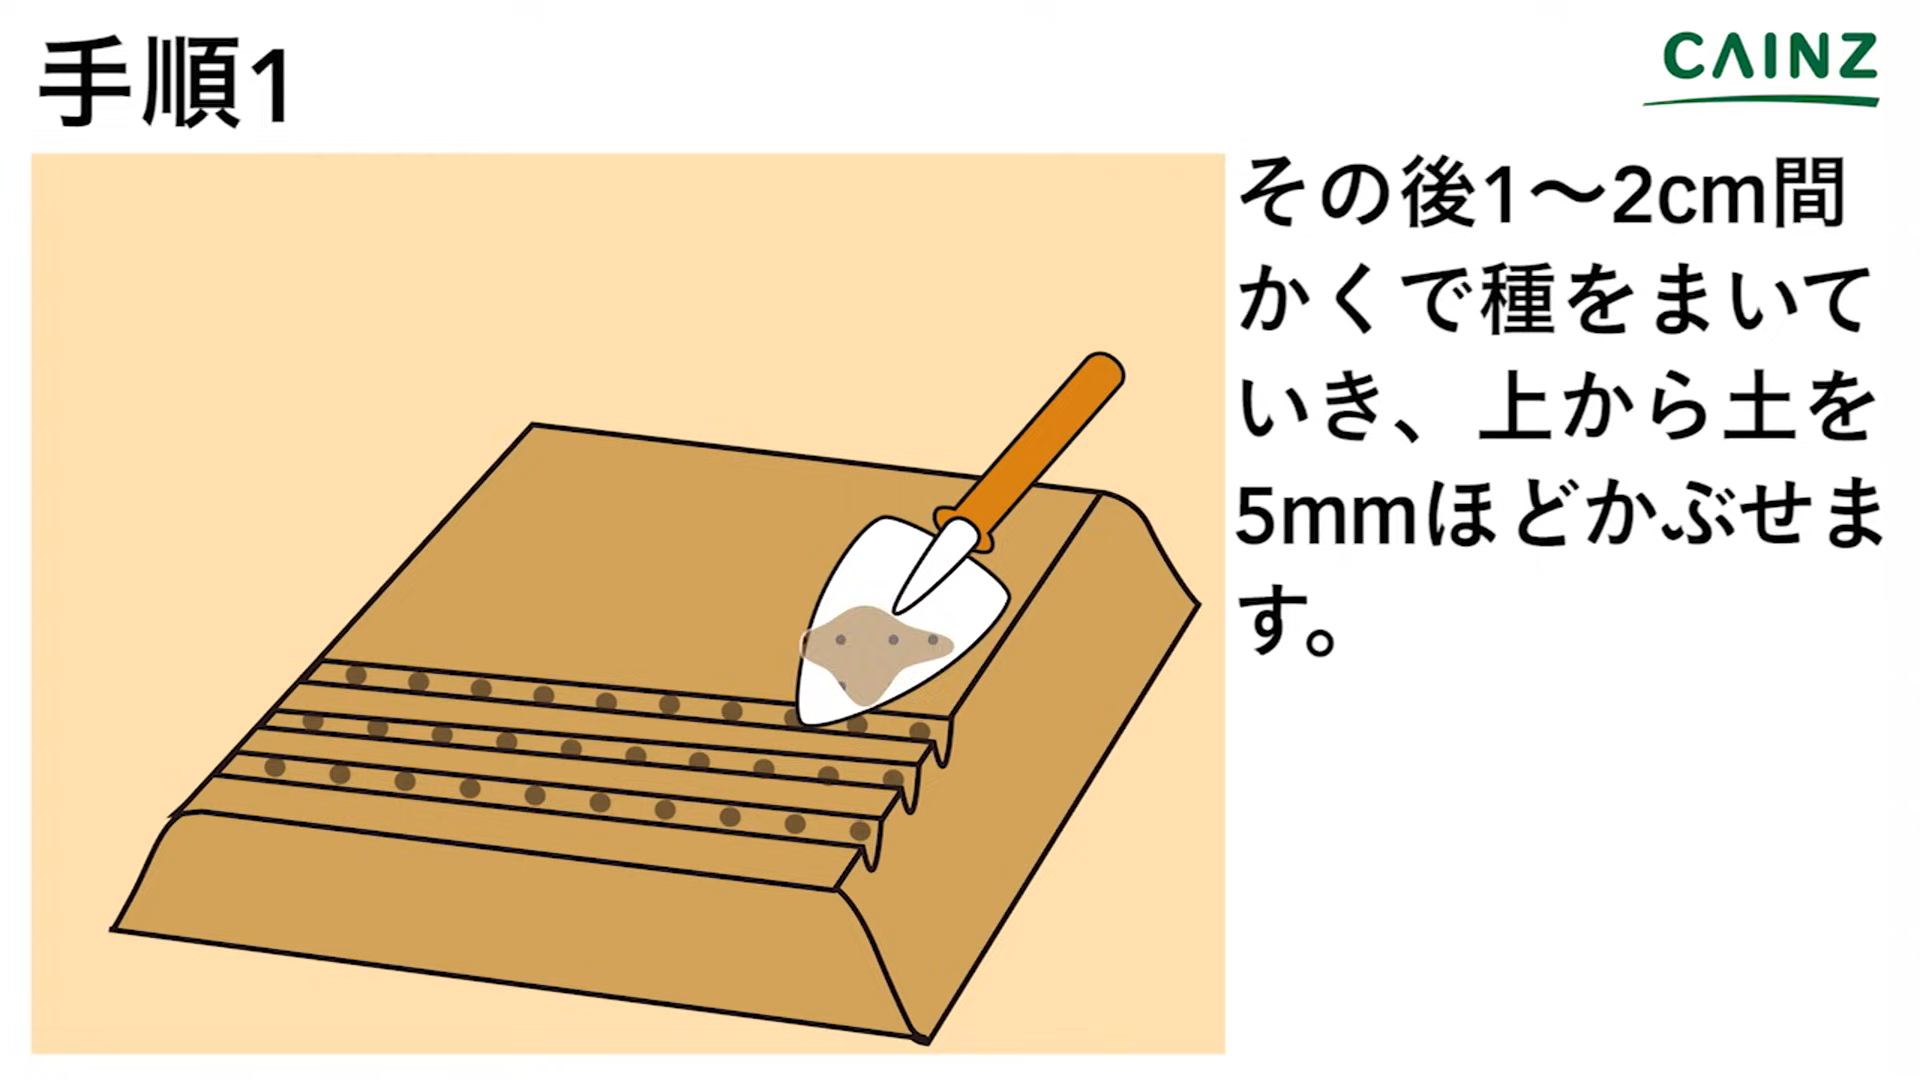 手順1
CAINZ
その後1～2cm間
かくで種をまいて
いき、上から土を
5mmほどかぶせま
す。